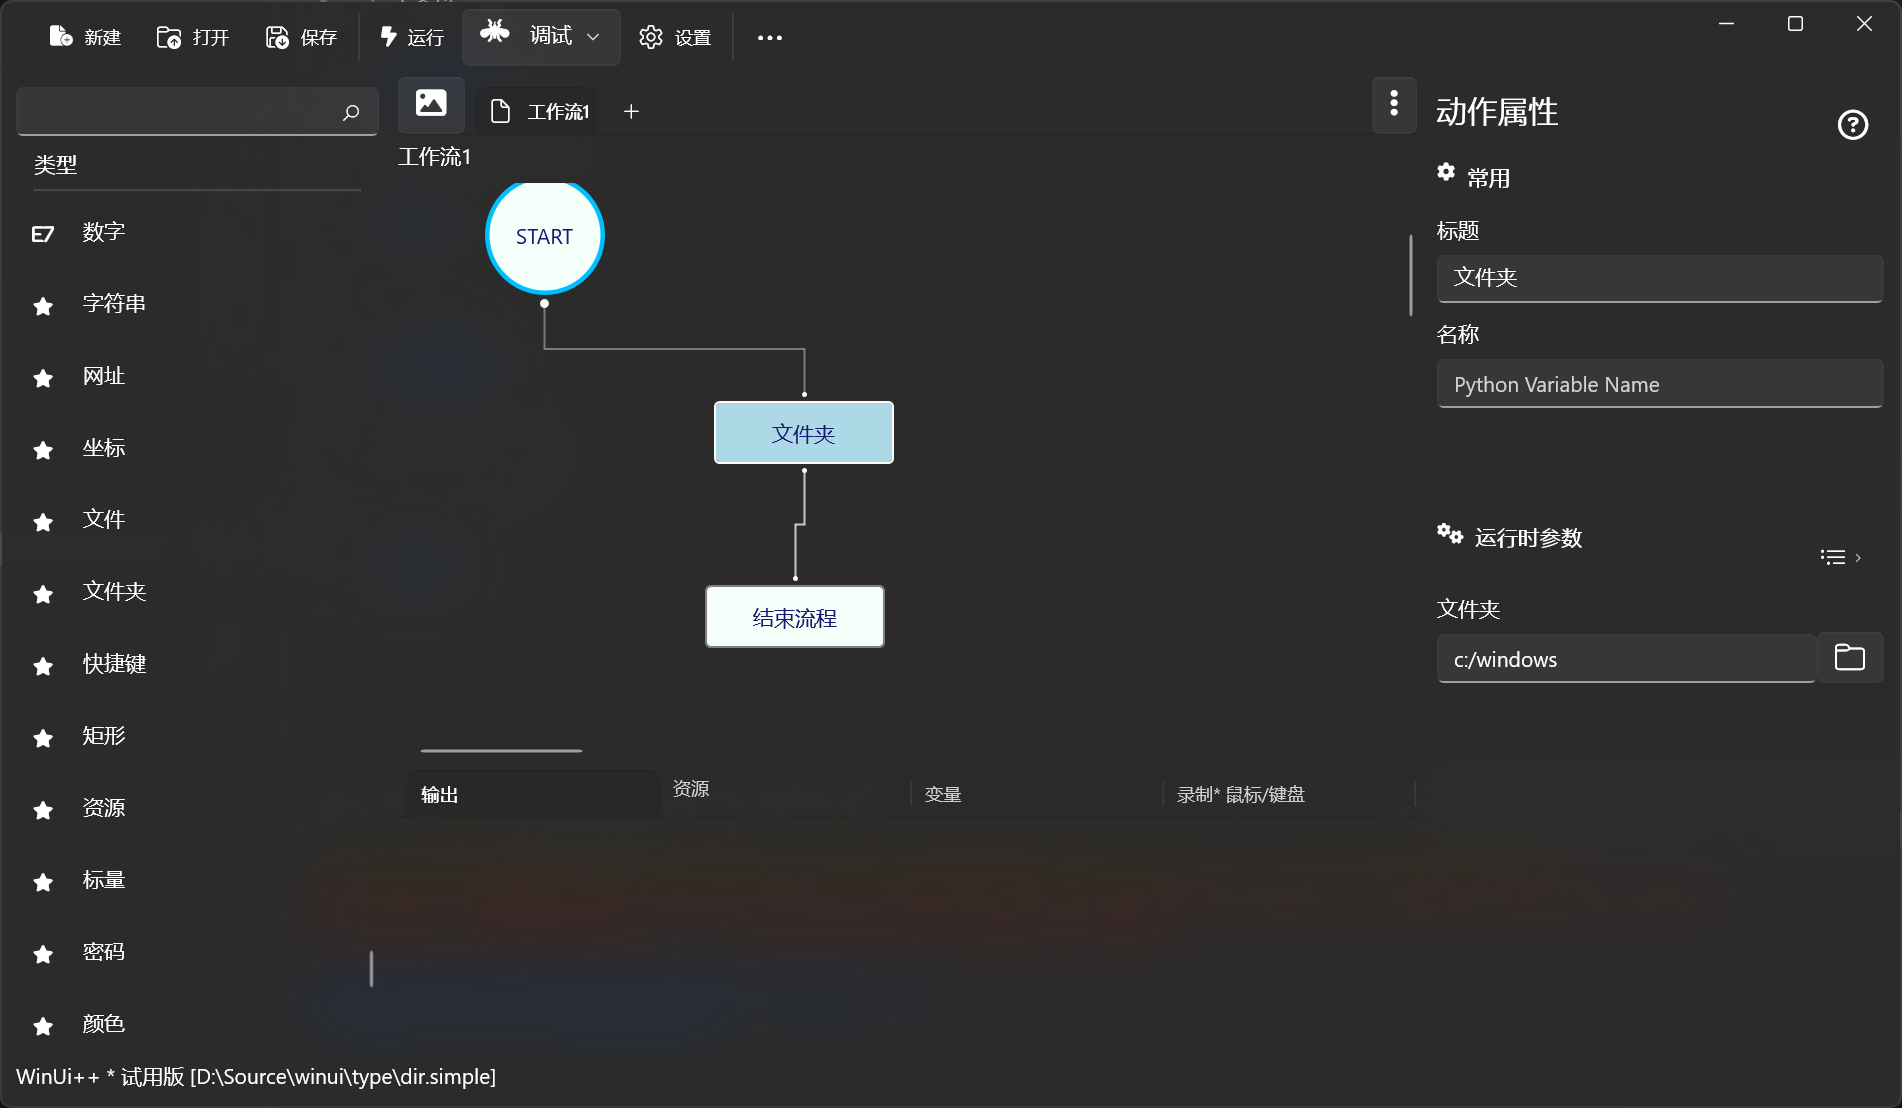 新建
打开
保存
运行
调试
设置
工作流1
动作属性
工作流1
类型
常用
数字
START
标题
文件夹
字符串
名称
网址
Python Variable Name
文件夹
坐标
文件
运行时参数
文件夹
结束流程
文件夹
快捷键
c:/windows
矩形
输出
资源
变量
录制* 鼠标/键盘
资源
标量
密码
颜色
WinUi++ * 试用版 [D:\Source\winui\type\dir.simple]